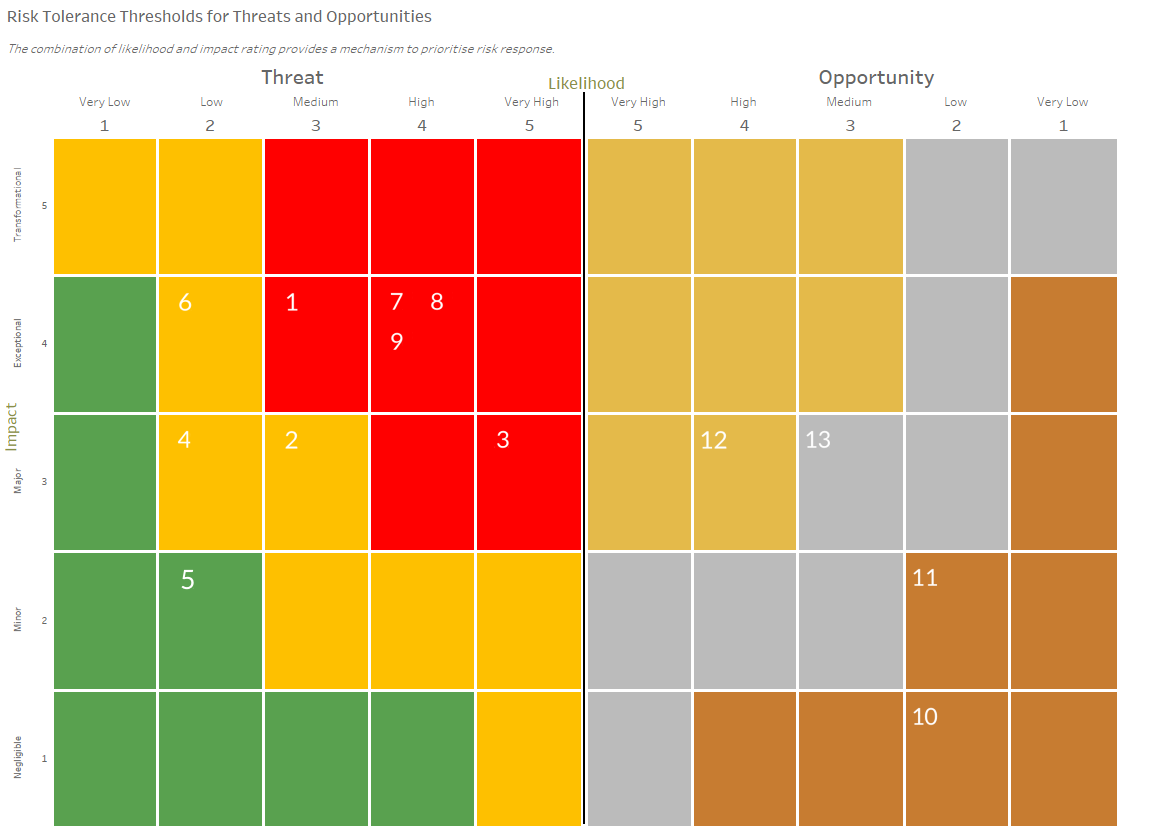 Risk Tolerance Thresholds for Threats and Opportunities
The combination of likelihood and impact rating provides a mechanism to prioritise risk response.
Threat Opportunity
Likelihood
Very Low Low Medium High Very High Very High High Medium Low Very Low
1 2 3 4 5 5 4 3 2 1
Transformational 5
Exceptional 4 6 1 7 8
9
Impact
Major 3 4 2 3 12 13
Minor 2 5 11
Negligible 1 10